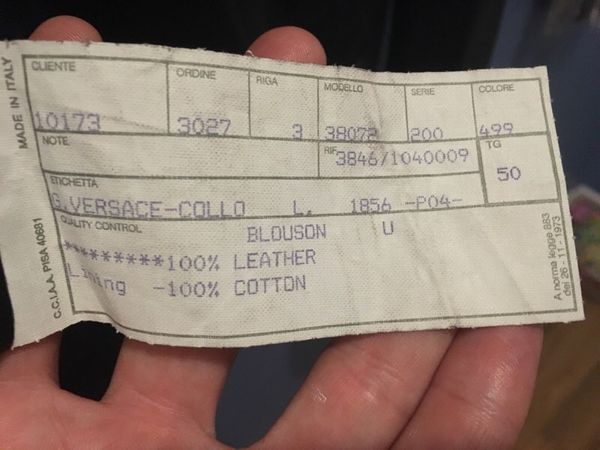 MADE IN ITALY
CLIENTE ORDINE RIGA MODELLO SERIE COLORE
10173 3027 3 38072 200 499
NOTE RIF 3846/1040009 TG
50
ETICHETTA
G.VERSACE-COLLO L. 1856 -P04-
QUALITY CONTROL
BLOUSON U
*********100% LEATHER
Lining -100% COTTON
C.C.I.A.A. PISA 40681
A norma legge 883
del 26 - 11 - 1973